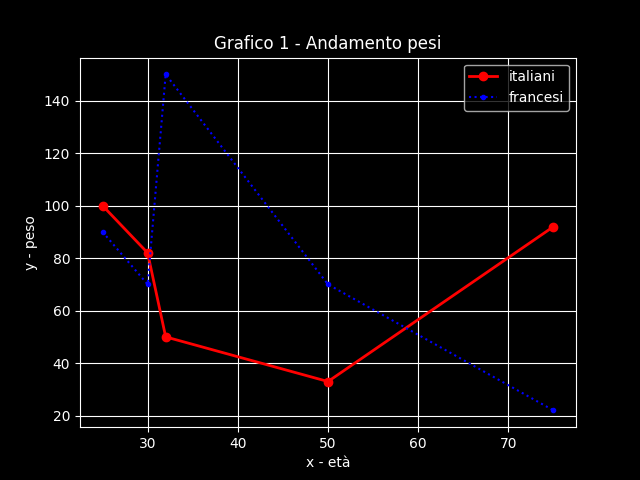 Grafico 1 - Andamento pesi
italiani
francesi
140
120
100
80
60
40
20
y - peso
30 40 50 60 70
x - età